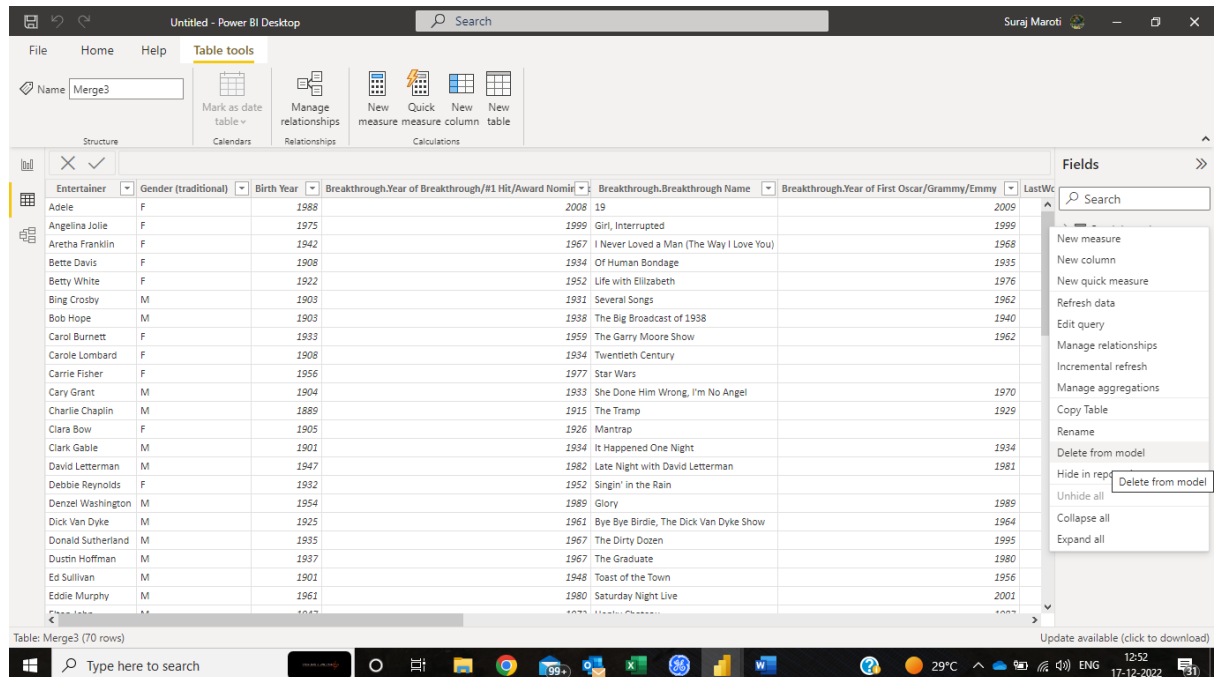 Untitled - Power BI Desktop
Search
Suraj Maroti
File Home Help Table tools
Name Merge3
Mark as date table
Manage relationships
New measure
Quick measure
New column
New table
Structure Calendars Relationships Calculations
Fields
Search
Entertainer Gender (traditional) Birth Year Breakthrough.Year of Breakthrough/#1 Hit/Award Nomin Breakthrough.Breakthrough Name Breakthrough.Year of First Oscar/Grammy/Emmy
Adele F 1988 2008 19 2009
Angelina Jolie F 1975 1999 Girl, Interrupted 1999
Aretha Franklin F 1942 1967 I Never Loved a Man (The Way I Love You) 1968
Bette Davis F 1908 1934 Of Human Bondage 1935
Betty White F 1922 1952 Life with Elilzabeth 1976
Bing Crosby M 1903 1931 Several Songs 1962
Bob Hope M 1903 1938 The Big Broadcast of 1938 1940
Carol Burnett F 1933 1959 The Garry Moore Show 1962
Carole Lombard F 1908 1934 Twentieth Century
Carrie Fisher F 1956 1977 Star Wars
Cary Grant M 1904 1933 She Done Him Wrong, I'm No Angel 1970
Charlie Chaplin M 1889 1915 The Tramp 1929
Clara Bow F 1905 1926 Mantrap
Clark Gable M 1901 1934 It Happened One Night 1934
David Letterman M 1947 1982 Late Night with David Letterman 1981
Debbie Reynolds F 1932 1952 Singin' in the Rain
Denzel Washington M 1954 1989 Glory 1989
Dick Van Dyke M 1925 1961 Bye Bye Birdie, The Dick Van Dyke Show 1964
Donald Sutherland M 1935 1967 The Dirty Dozen 1995
Dustin Hoffman M 1937 1967 The Graduate 1980
Ed Sullivan M 1901 1948 Toast of the Town 1956
Eddie Murphy M 1961 1980 Saturday Night Live 2001
New measure
New column
New quick measure
Refresh data
Edit query
Manage relationships
Incremental refresh
Manage aggregations
Copy Table
Rename
Delete from model
Hide in
Delete from model
Unhide all
Collapse all
Expand all
Table: Merge3 (70 rows)
Update available (click to download)
Type here to search
99+
29°C
ENG
12:52
17-12-2022
31